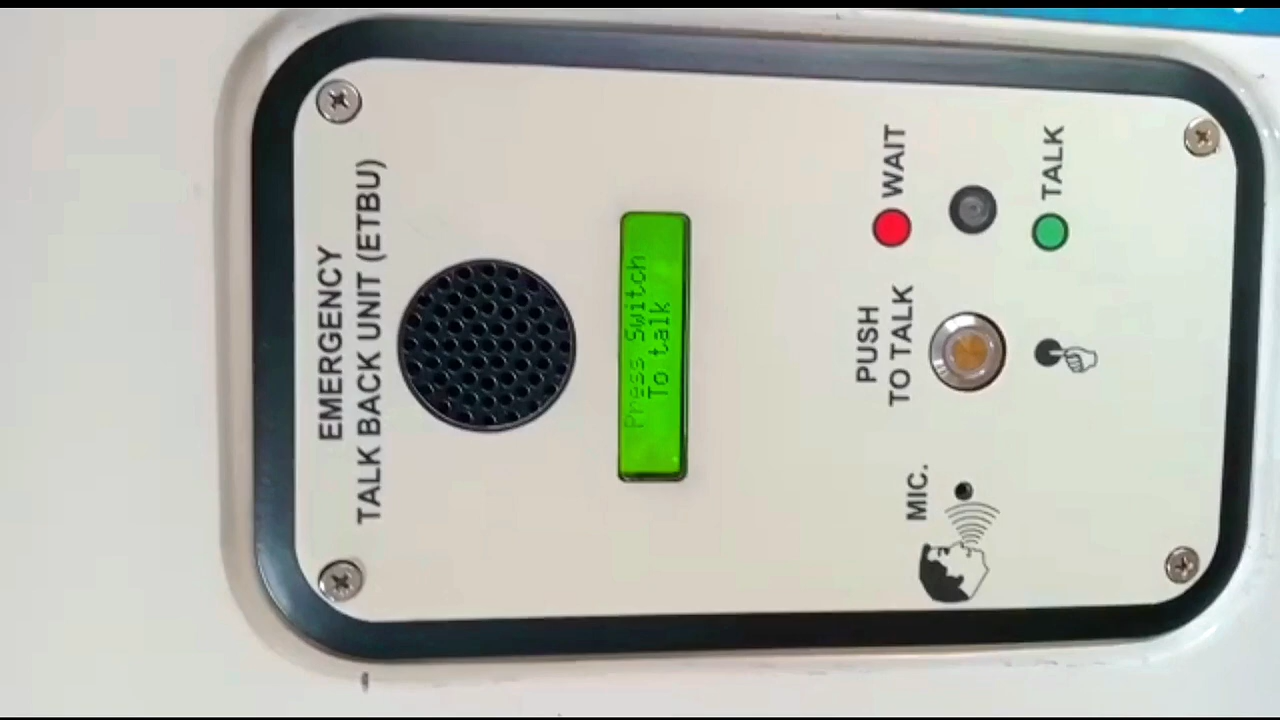 EMERGENCY
TALK BACK UNIT (ETBU)
Press Switch
To talk
MIC.
PUSH
TO TALK
WAIT
TALK